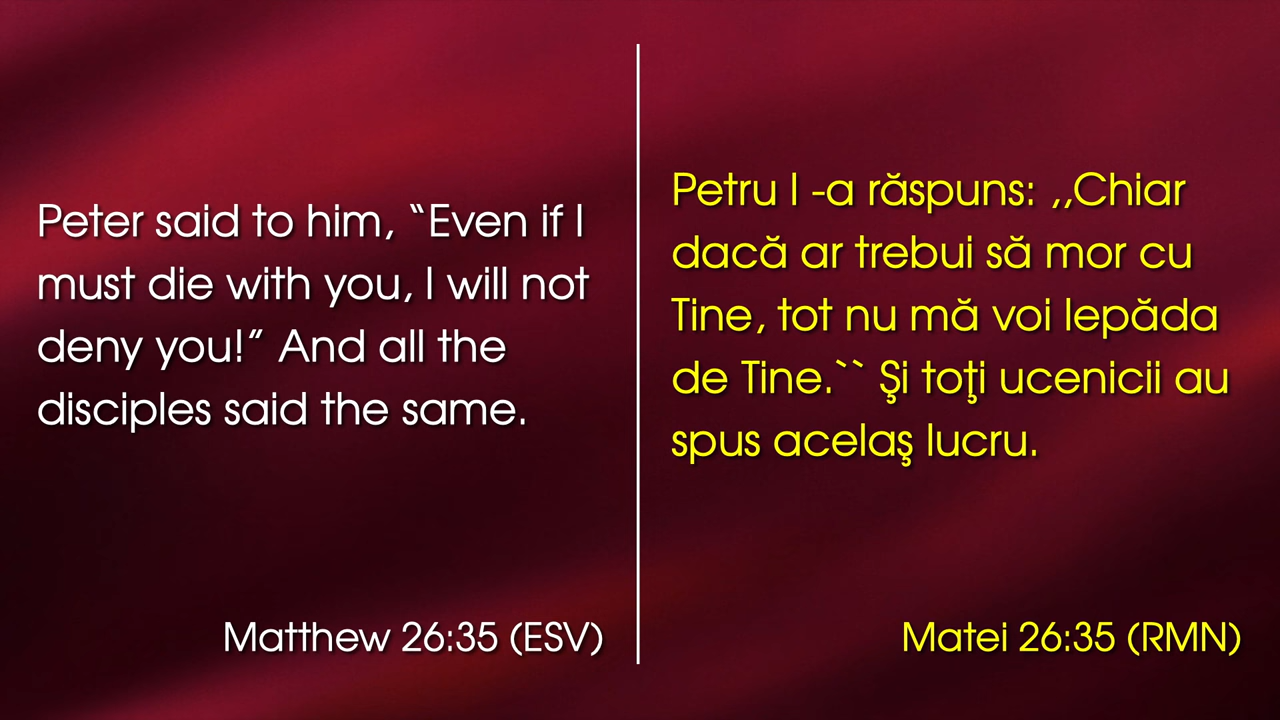 Peter said to him, “Even if I
must die with you, I will not
deny you!” And all the
disciples said the same.
Matthew 26:35 (ESV)
Petru I -a răspuns: ,,Chiar
dacă ar trebui să mor cu
Tine, tot nu mă voi lepăda
de Tine.`` Şi toţi ucenicii au
spus acelaş lucru.
Matei 26:35 (RMN)